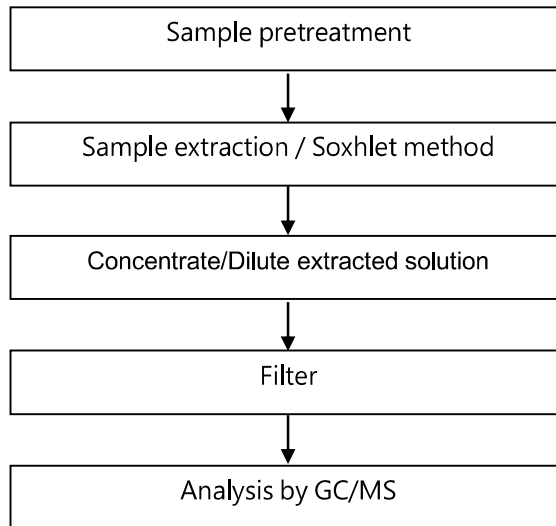 Sample pretreatment
Sample extraction / Soxhlet method
Concentrate/Dilute extracted solution
Filter
Analysis by GC/MS